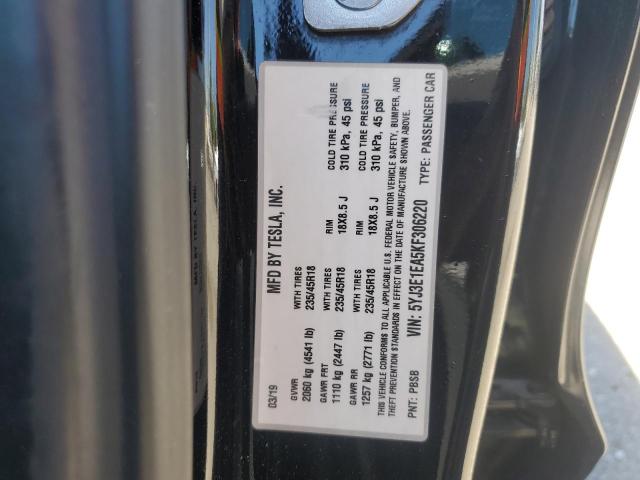 MFD BY TESLA, INC.
03/19
GVWR WITH TIRES RIM COLD TIRE PRESSURE
2060 kg (4541 lb) 235/45R18 18X8.5 J 310 kPa, 45 psi
GAWR FRT WITH TIRES RIM COLD TIRE PRESSURE
1110 kg (2447 lb) 235/45R18 18X8.5 J 310 kPa, 45 psi
GAWR RR WITH TIRES
1257 kg (2771 lb) 235/45R18
THIS VEHICLE CONFORMS TO ALL APPLICABLE U.S. FEDERAL MOTOR VEHICLE SAFETY, BUMPER, AND
THEFT PREVENTION STANDARDS IN EFFECT ON THE DATE OF MANUFACTURE SHOWN ABOVE.
PNT: PBSB VIN: 5YJ3E1EA5KF306220 TYPE: PASSENGER CAR